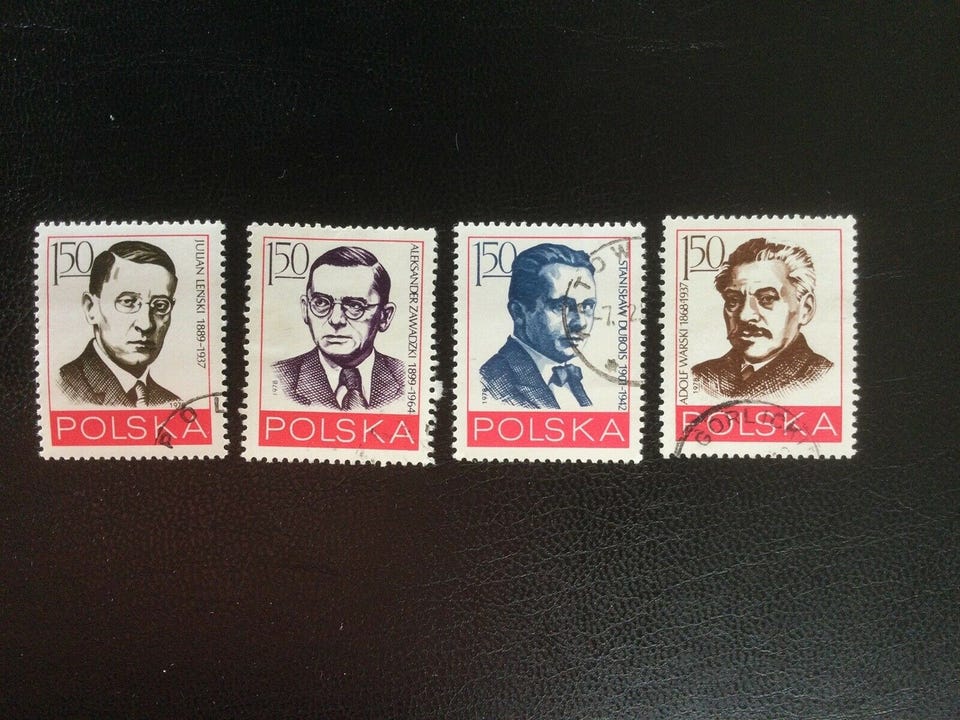 1.50
JULIAN LEŃSKI 1889-1937
POLSKA
POL
1.50
ALEKSANDER ZAWADZKI 1899-1964
1978
POLSKA
1.50
STANISŁAW DUBOIS 1901-1942
1978
POLSKA
1.50
ADOLF WARSKI 1868-1937
1978
POLSKA